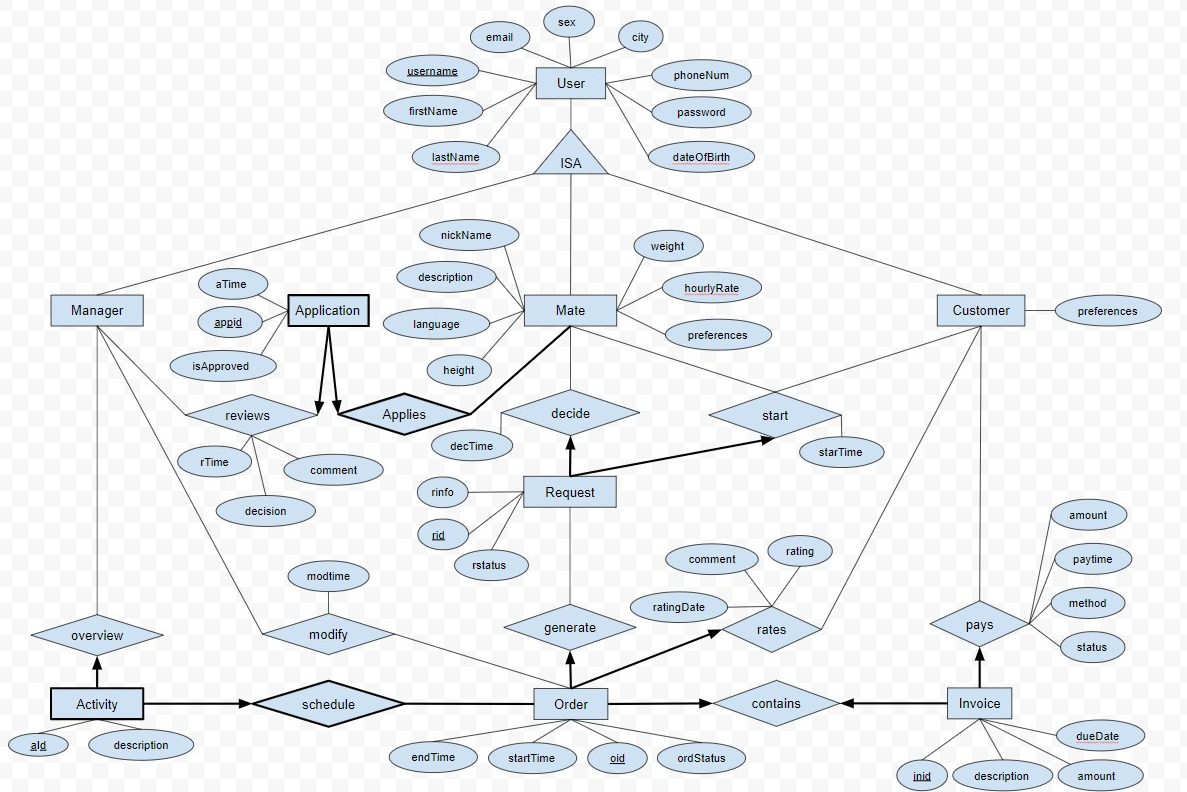 sex
email
city
username
User
phoneNum
firstName
password
lastName
ISA
dateOfBirth
nickName
weight
description
aTime
hourlyRate
Manager
Application
Mate
Customer
preferences
appid
language
preferences
isApproved
height
reviews
Applies
decide
start
decTime
starTime
rTime
comment
rinfo
Request
decision
amount
rid
comment
rating
paytime
rstatus
modtime
method
ratingDate
overview
modify
generate
rates
pays
status
Activity
schedule
Order
contains
Invoice
aId
description
dueDate
endTime
startTime
oid
ordStatus
inid
description
amount